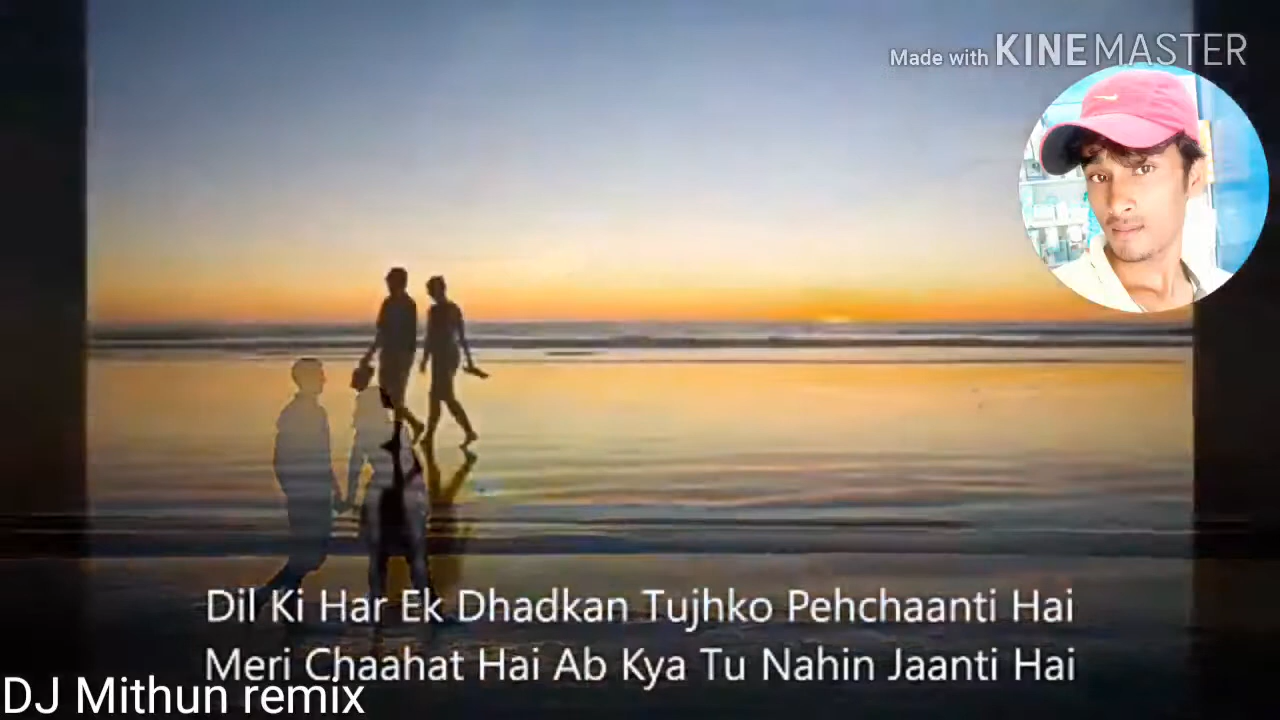 Made with KINEMASTER
Dil Ki Har Ek Dhadkan Tujhko Pehchaanti Hai
Meri Chaahat Hai Ab Kya Tu Nahin Jaanti Hai
DJ Mithun remix